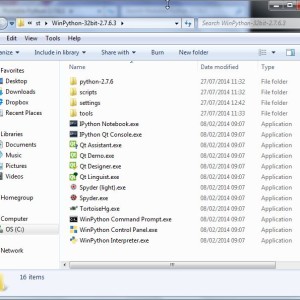 « WinPython-32bit-2.7.6.3
Search WinPython-32bit-2.7.6.3
Organize
Include in library
Share with
Burn
New folder
Favorites
Desktop
Downloads
Dropbox
Recent Places
Libraries
Documents
Music
Pictures
Videos
Homegroup
Computer
OS (C:)
Network
Name
Date modified
Type
python-2.7.6 27/07/2014 11:32 File folder
scripts 27/07/2014 11:32 File folder
settings 27/07/2014 12:42 File folder
tools 27/07/2014 11:32 File folder
IPython Notebook.exe 08/02/2014 09:07 Application
IPython Qt Console.exe 08/02/2014 09:07 Application
Qt Assistant.exe 08/02/2014 09:07 Application
Qt Demo.exe 08/02/2014 09:07 Application
Qt Designer.exe 08/02/2014 09:07 Application
Qt Linguist.exe 08/02/2014 09:07 Application
Spyder (light).exe 08/02/2014 09:07 Application
Spyder.exe 08/02/2014 09:07 Application
TortoiseHg.exe 08/02/2014 09:07 Application
WinPython Command Prompt.exe 08/02/2014 09:07 Application
WinPython Control Panel.exe 08/02/2014 09:07 Application
WinPython Interpreter.exe 08/02/2014 09:07 Application
16 items